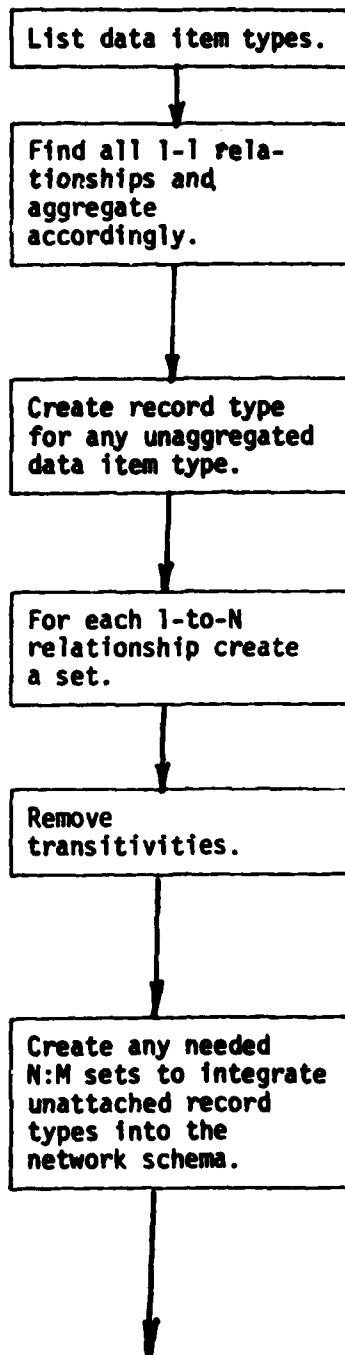 List data item types.
Find all 1-1 rela-
tionships and
aggregate
accordingly.
Create record type
for any unaggregated
data item type.
For each 1-to-N
relationship create
a set.
Remove
transitivities.
Create any needed
N:M sets to integrate
unattached record
types into the
network schema.